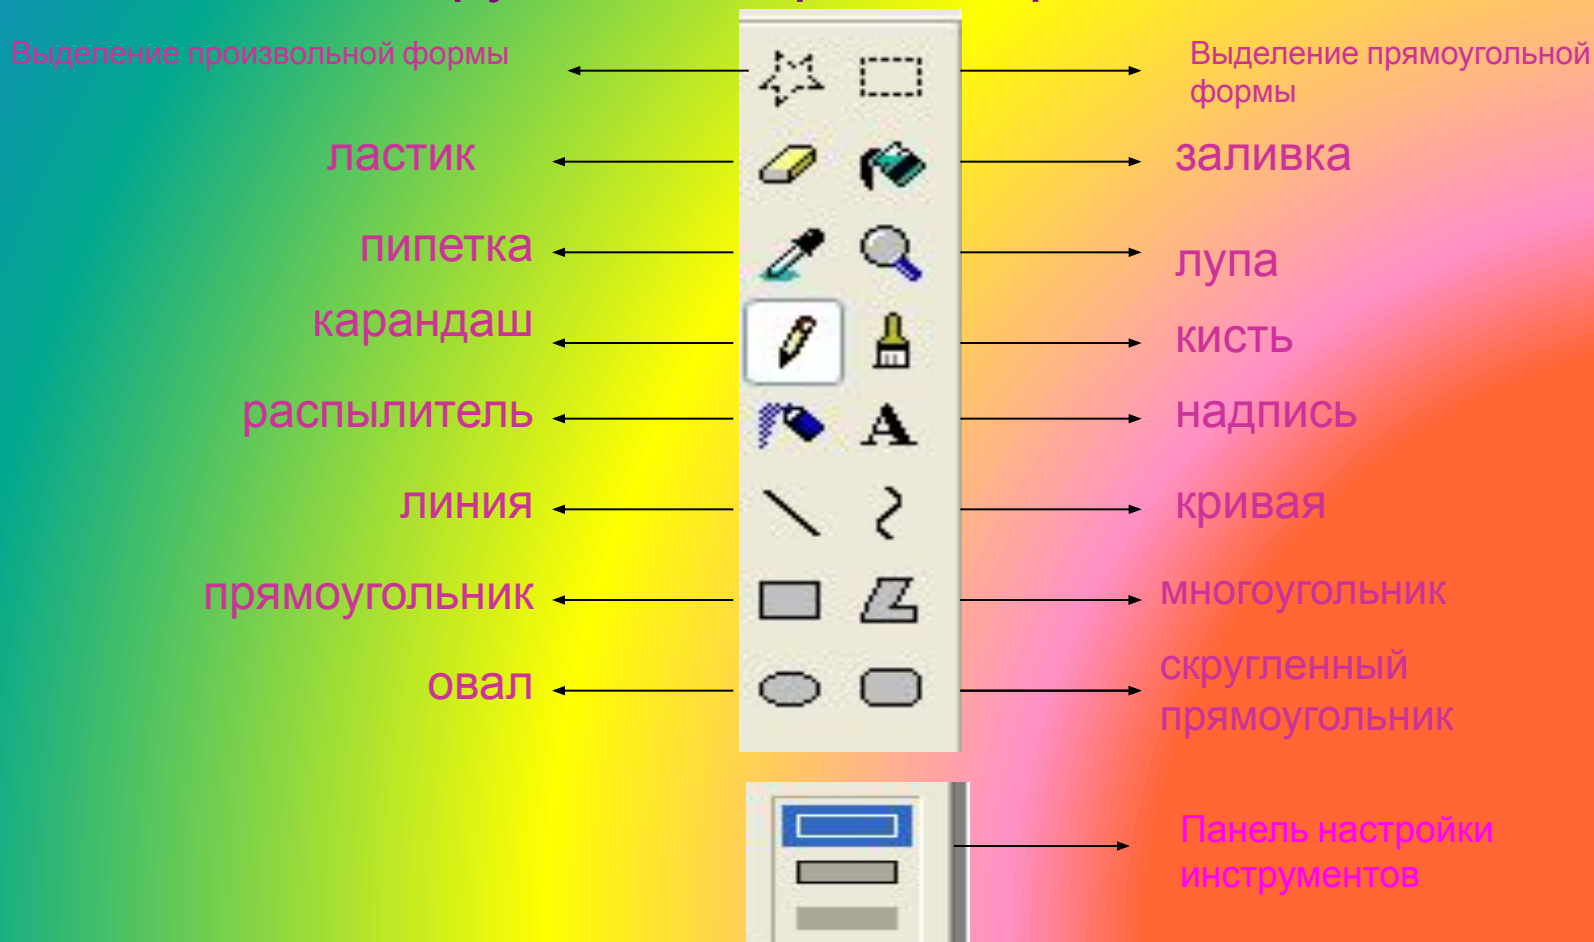 Выделение произвольной формы
Выделение прямоугольной
формы
ластик
заливка
пипетка
лупа
карандаш
кисть
распылитель
A
надпись
линия
кривая
прямоугольник
многоугольник
овал
скругленный
прямоугольник
Панель настройки
инструментов